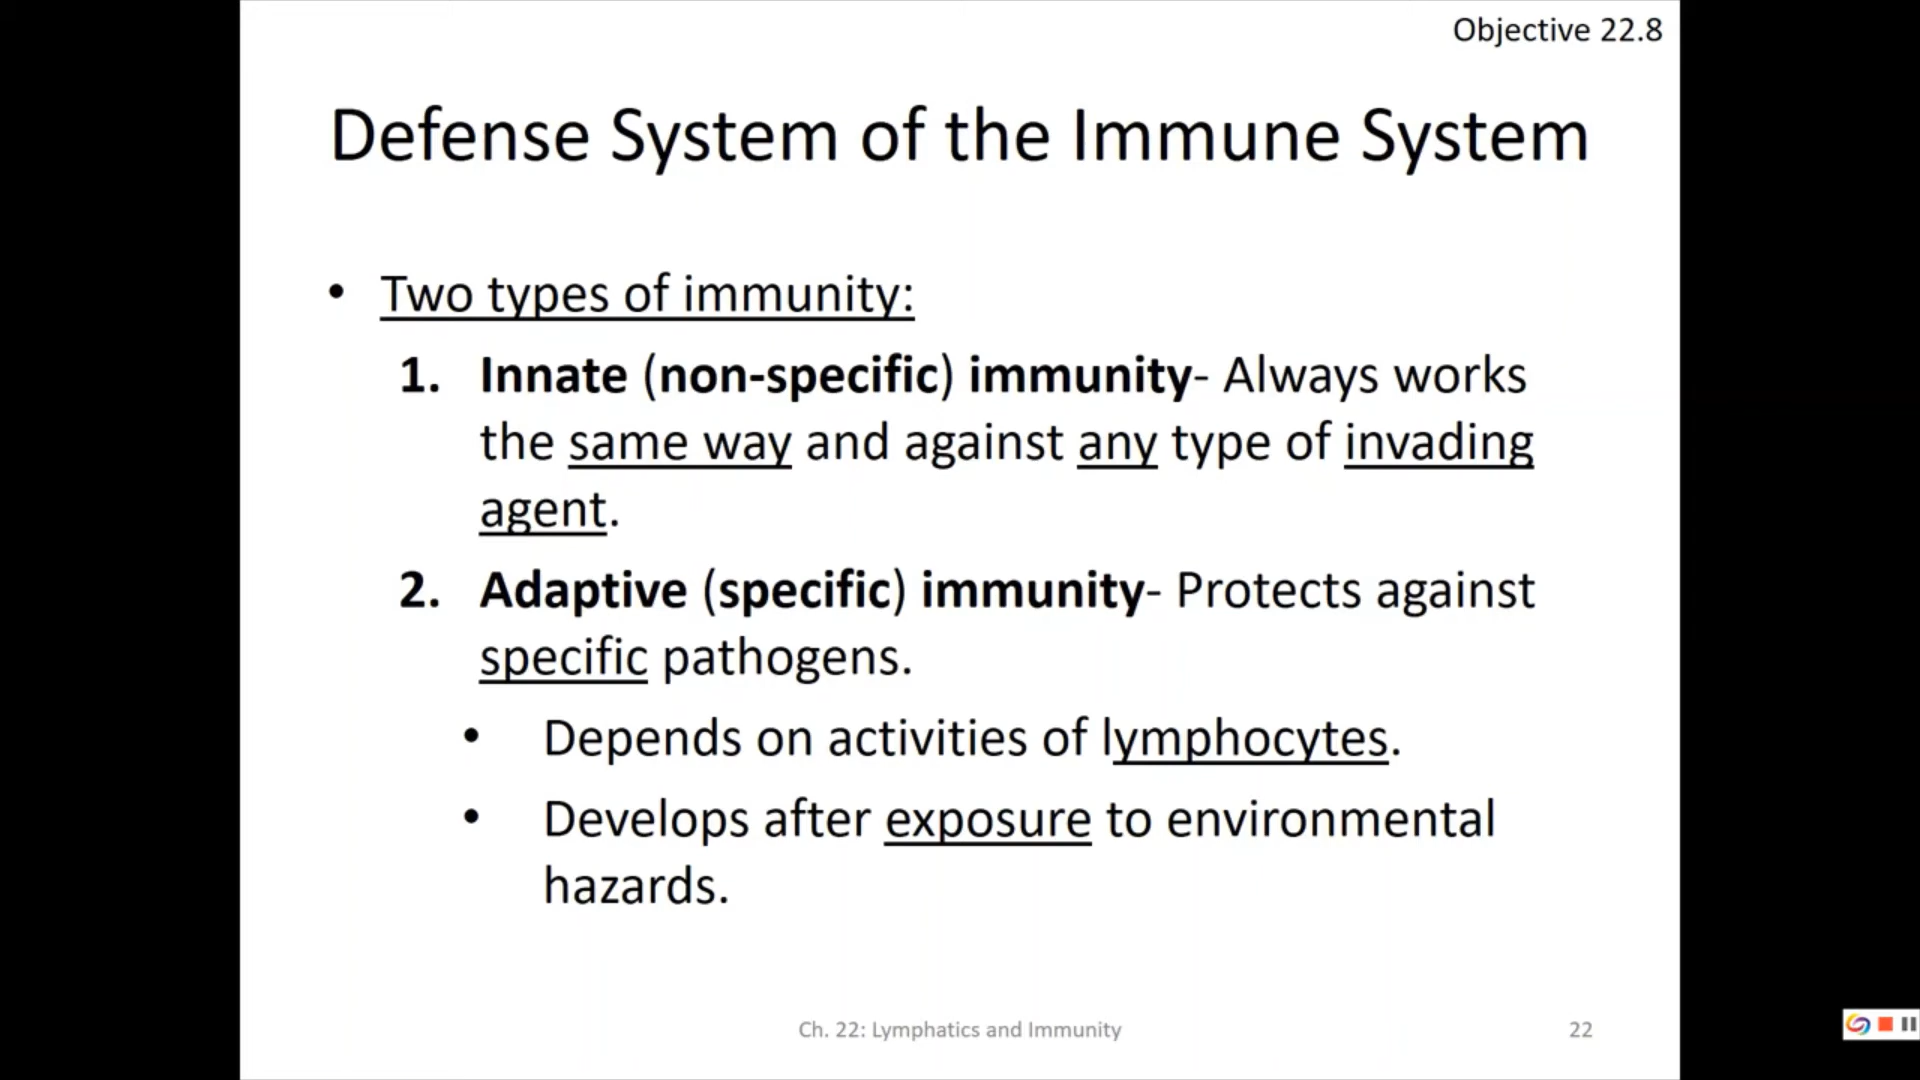 Objective 22.8
Defense System of the Immune System
• Two types of immunity:
1. Innate (non-specific) immunity- Always works
the same way and against any type of invading
agent.
2. Adaptive (specific) immunity- Protects against
specific pathogens.
• Depends on activities of lymphocytes.
• Develops after exposure to environmental
hazards.
Ch. 22: Lymphatics and Immunity
22